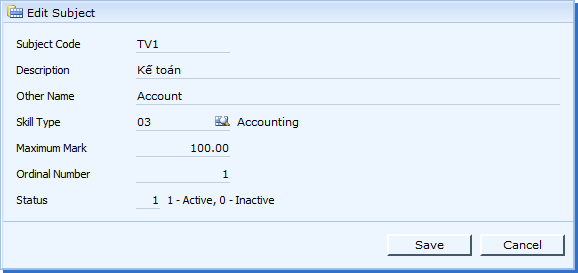 Edit Subject
Subject Code TV1
Description Kế toán
Other Name Account
Skill Type 03 Accounting
Maximum Mark 100.00
Ordinal Number 1
Status 1 1 - Active, 0 - Inactive
Save Cancel